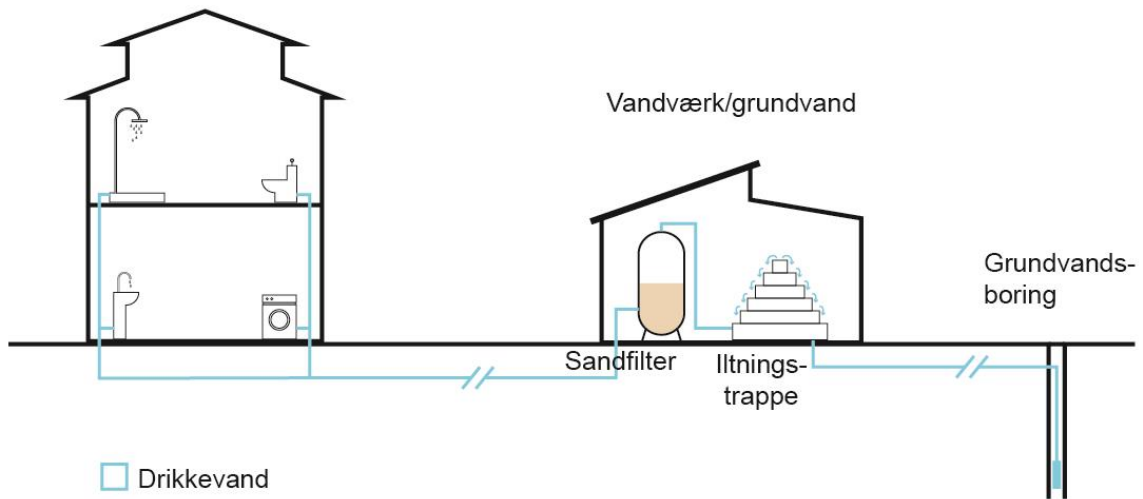 Vandværk/grundvand
Grundvands-
boring
Sandfilter
Iltnings-
trappe
Drikkevand